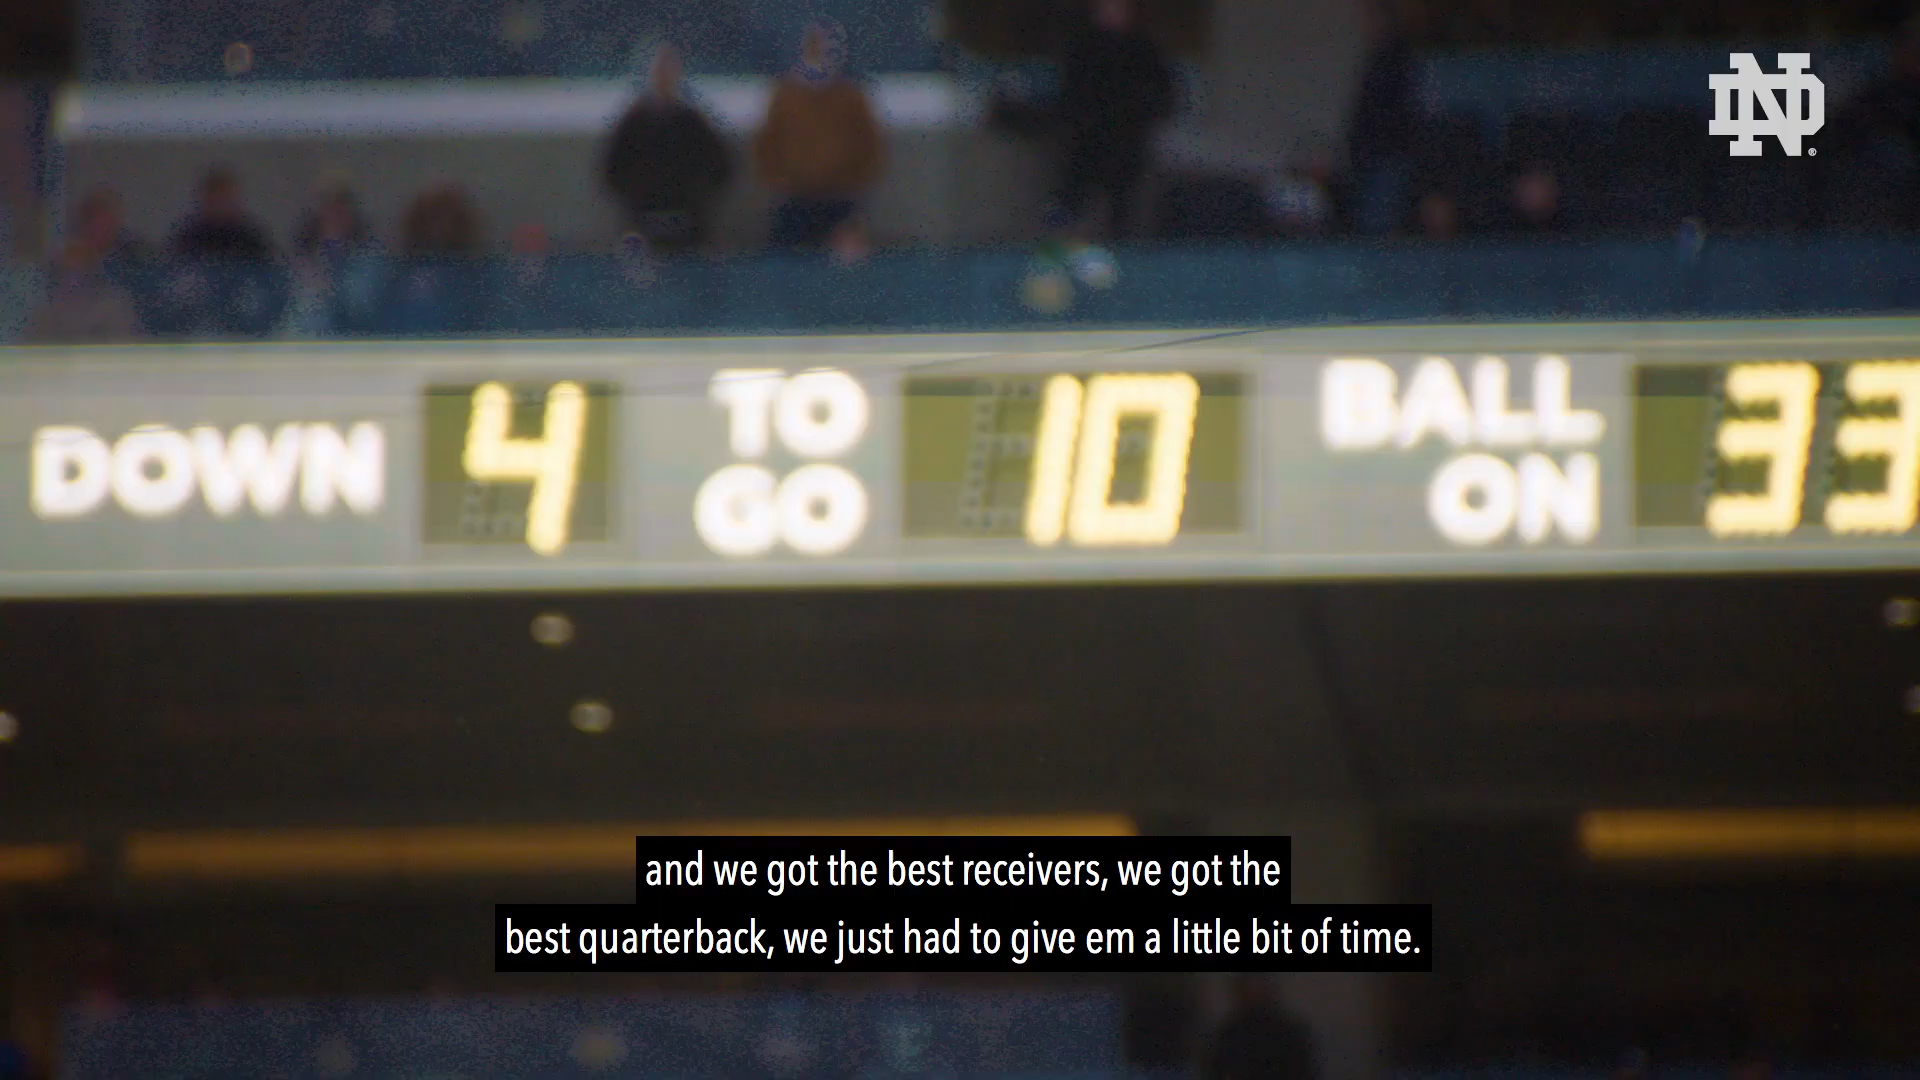 ND
DOWN 4 TO GO 10 BALL ON 33
and we got the best receivers, we got the
best quarterback, we just had to give em a little bit of time.